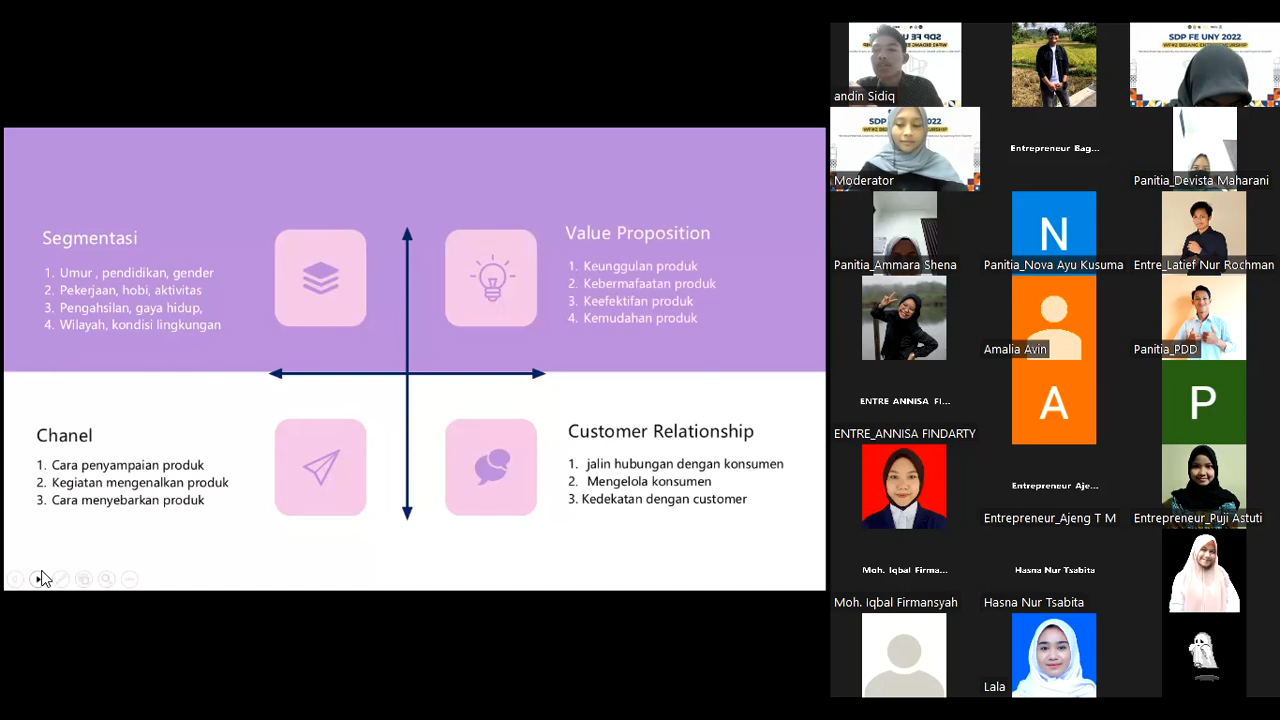 Segmentasi
1. Umur , pendidikan, gender
2. Pekerjaan, hobi, aktivitas
3. Pengahsilan, gaya hidup,
4. Wilayah, kondisi lingkungan
Value Proposition
1. Keunggulan produk
2. Kebermafaatan produk
3. Keefektifan produk
4. Kemudahan produk
Chanel
1. Cara penyampaian produk
2. Kegiatan mengenalkan produk
3. Cara menyebarkan produk
Customer Relationship
1. jalin hubungan dengan konsumen
2. Mengelola konsumen
3. Kedekatan dengan customer
andin Sidiq
SDP FE UNY 2022
WF#2 BIDANG ENTREPRENEURSHIP
Moderator
Entrepreneur Bag...
Panitia_Devista Maharani
Panitia_Ammara Shena
N
Panitia_Nova Ayu Kusuma
Entre_Latief Nur Rochman
Amalia Avin
Panitia_PDD
ENTRE ANNISA FI...
ENTRE_ANNISA FINDARTY
A
P
Entrepreneur Aje...
Entrepreneur_Ajeng T M
Entrepreneur_Puji Astuti
Moh. Iqbal Firma...
Moh. Iqbal Firmansyah
Hasna Nur Tsabita
Hasna Nur Tsabita
Lala